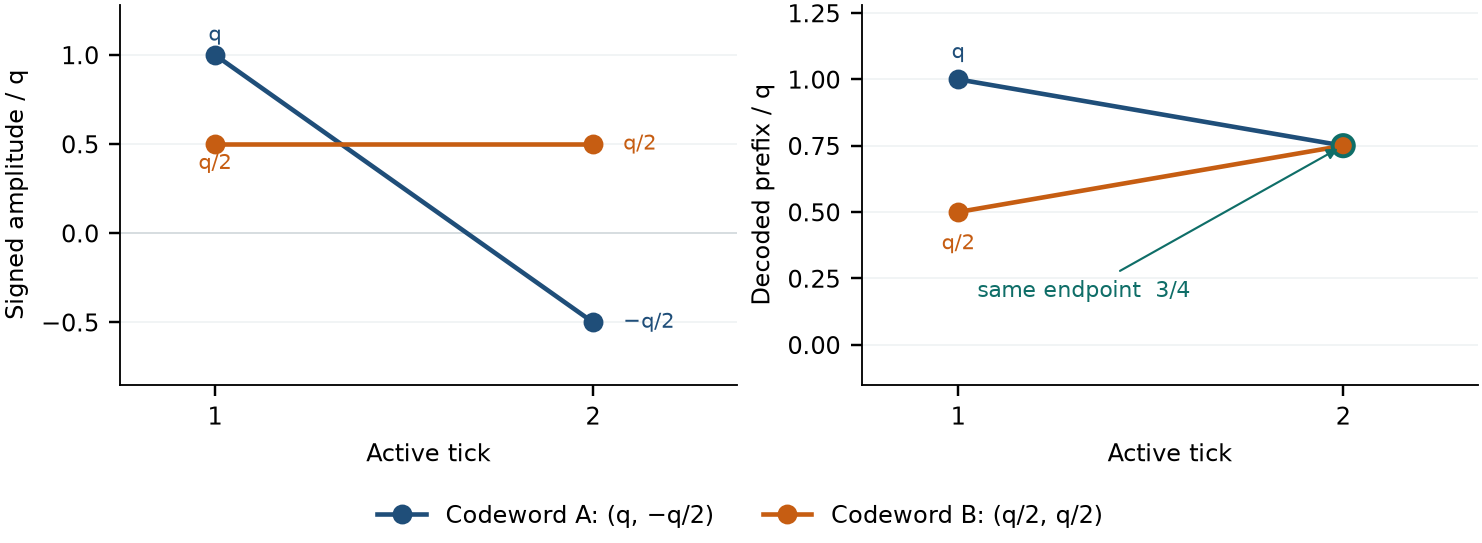 Signed amplitude / q
1.0
0.5
0.0
−0.5
q
q/2
q/2
−q/2
1
2
Active tick
Decoded prefix / q
1.25
1.00
0.75
0.50
0.25
0.00
q
q/2
same endpoint 3/4
1
2
Active tick
Codeword A: (q, −q/2)
Codeword B: (q/2, q/2)